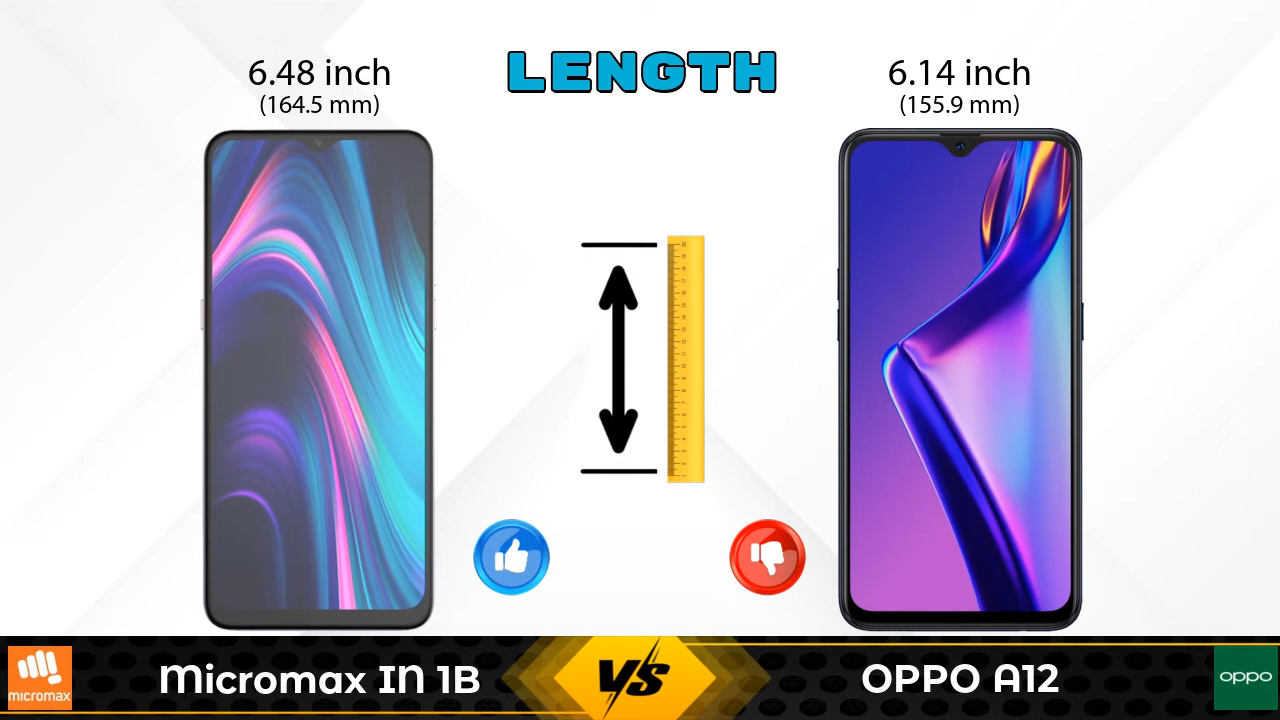 LENGTH
6.48 inch
(164.5 mm)
6.14 inch
(155.9 mm)
micromax
Micromax IN 1B
VS
OPPO A12
oppo